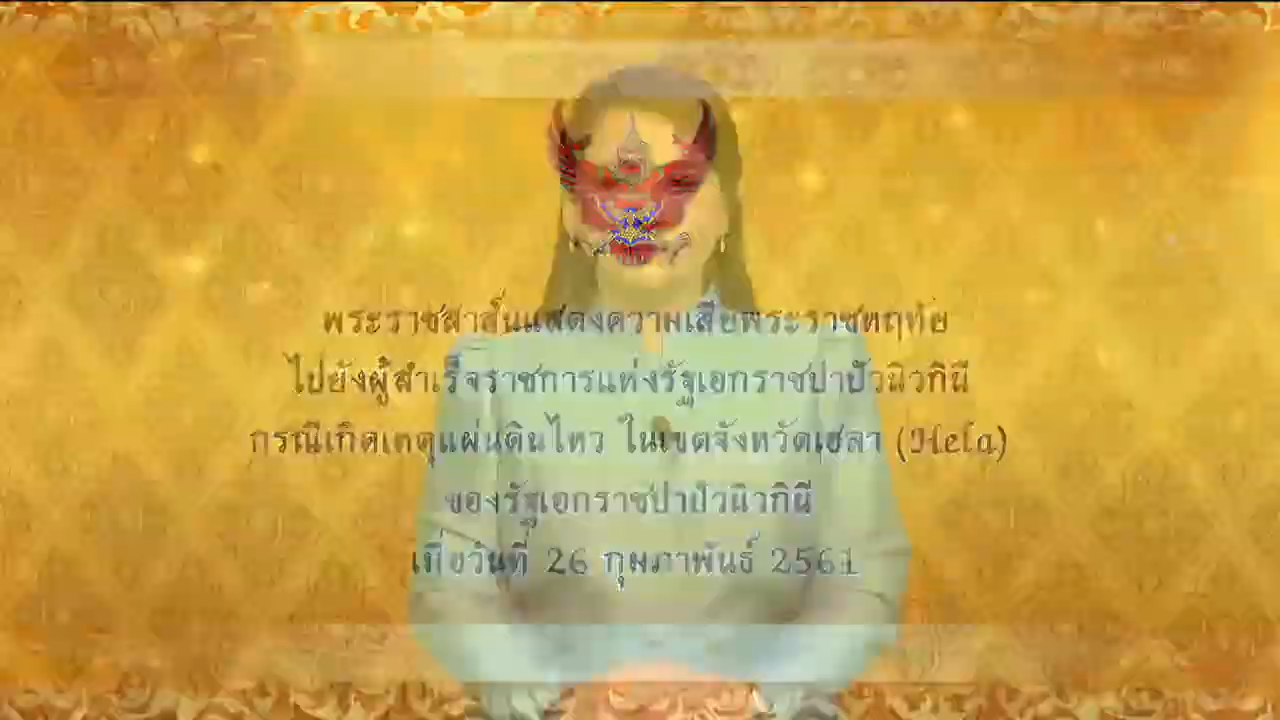 พระราชสาส์นแสดงความเสียพระราชหฤทัย
ไปยังผู้สำเร็จราชการแห่งรัฐเอกราชปาปัวนิวกินี
กรณีเกิดเหตุแผ่นดินไหว ในเขตจังหวัดเฮลา (Hela)
ของรัฐเอกราชปาปัวนิวกินี
เมื่อวันที่ 26 กุมภาพันธ์ 2561